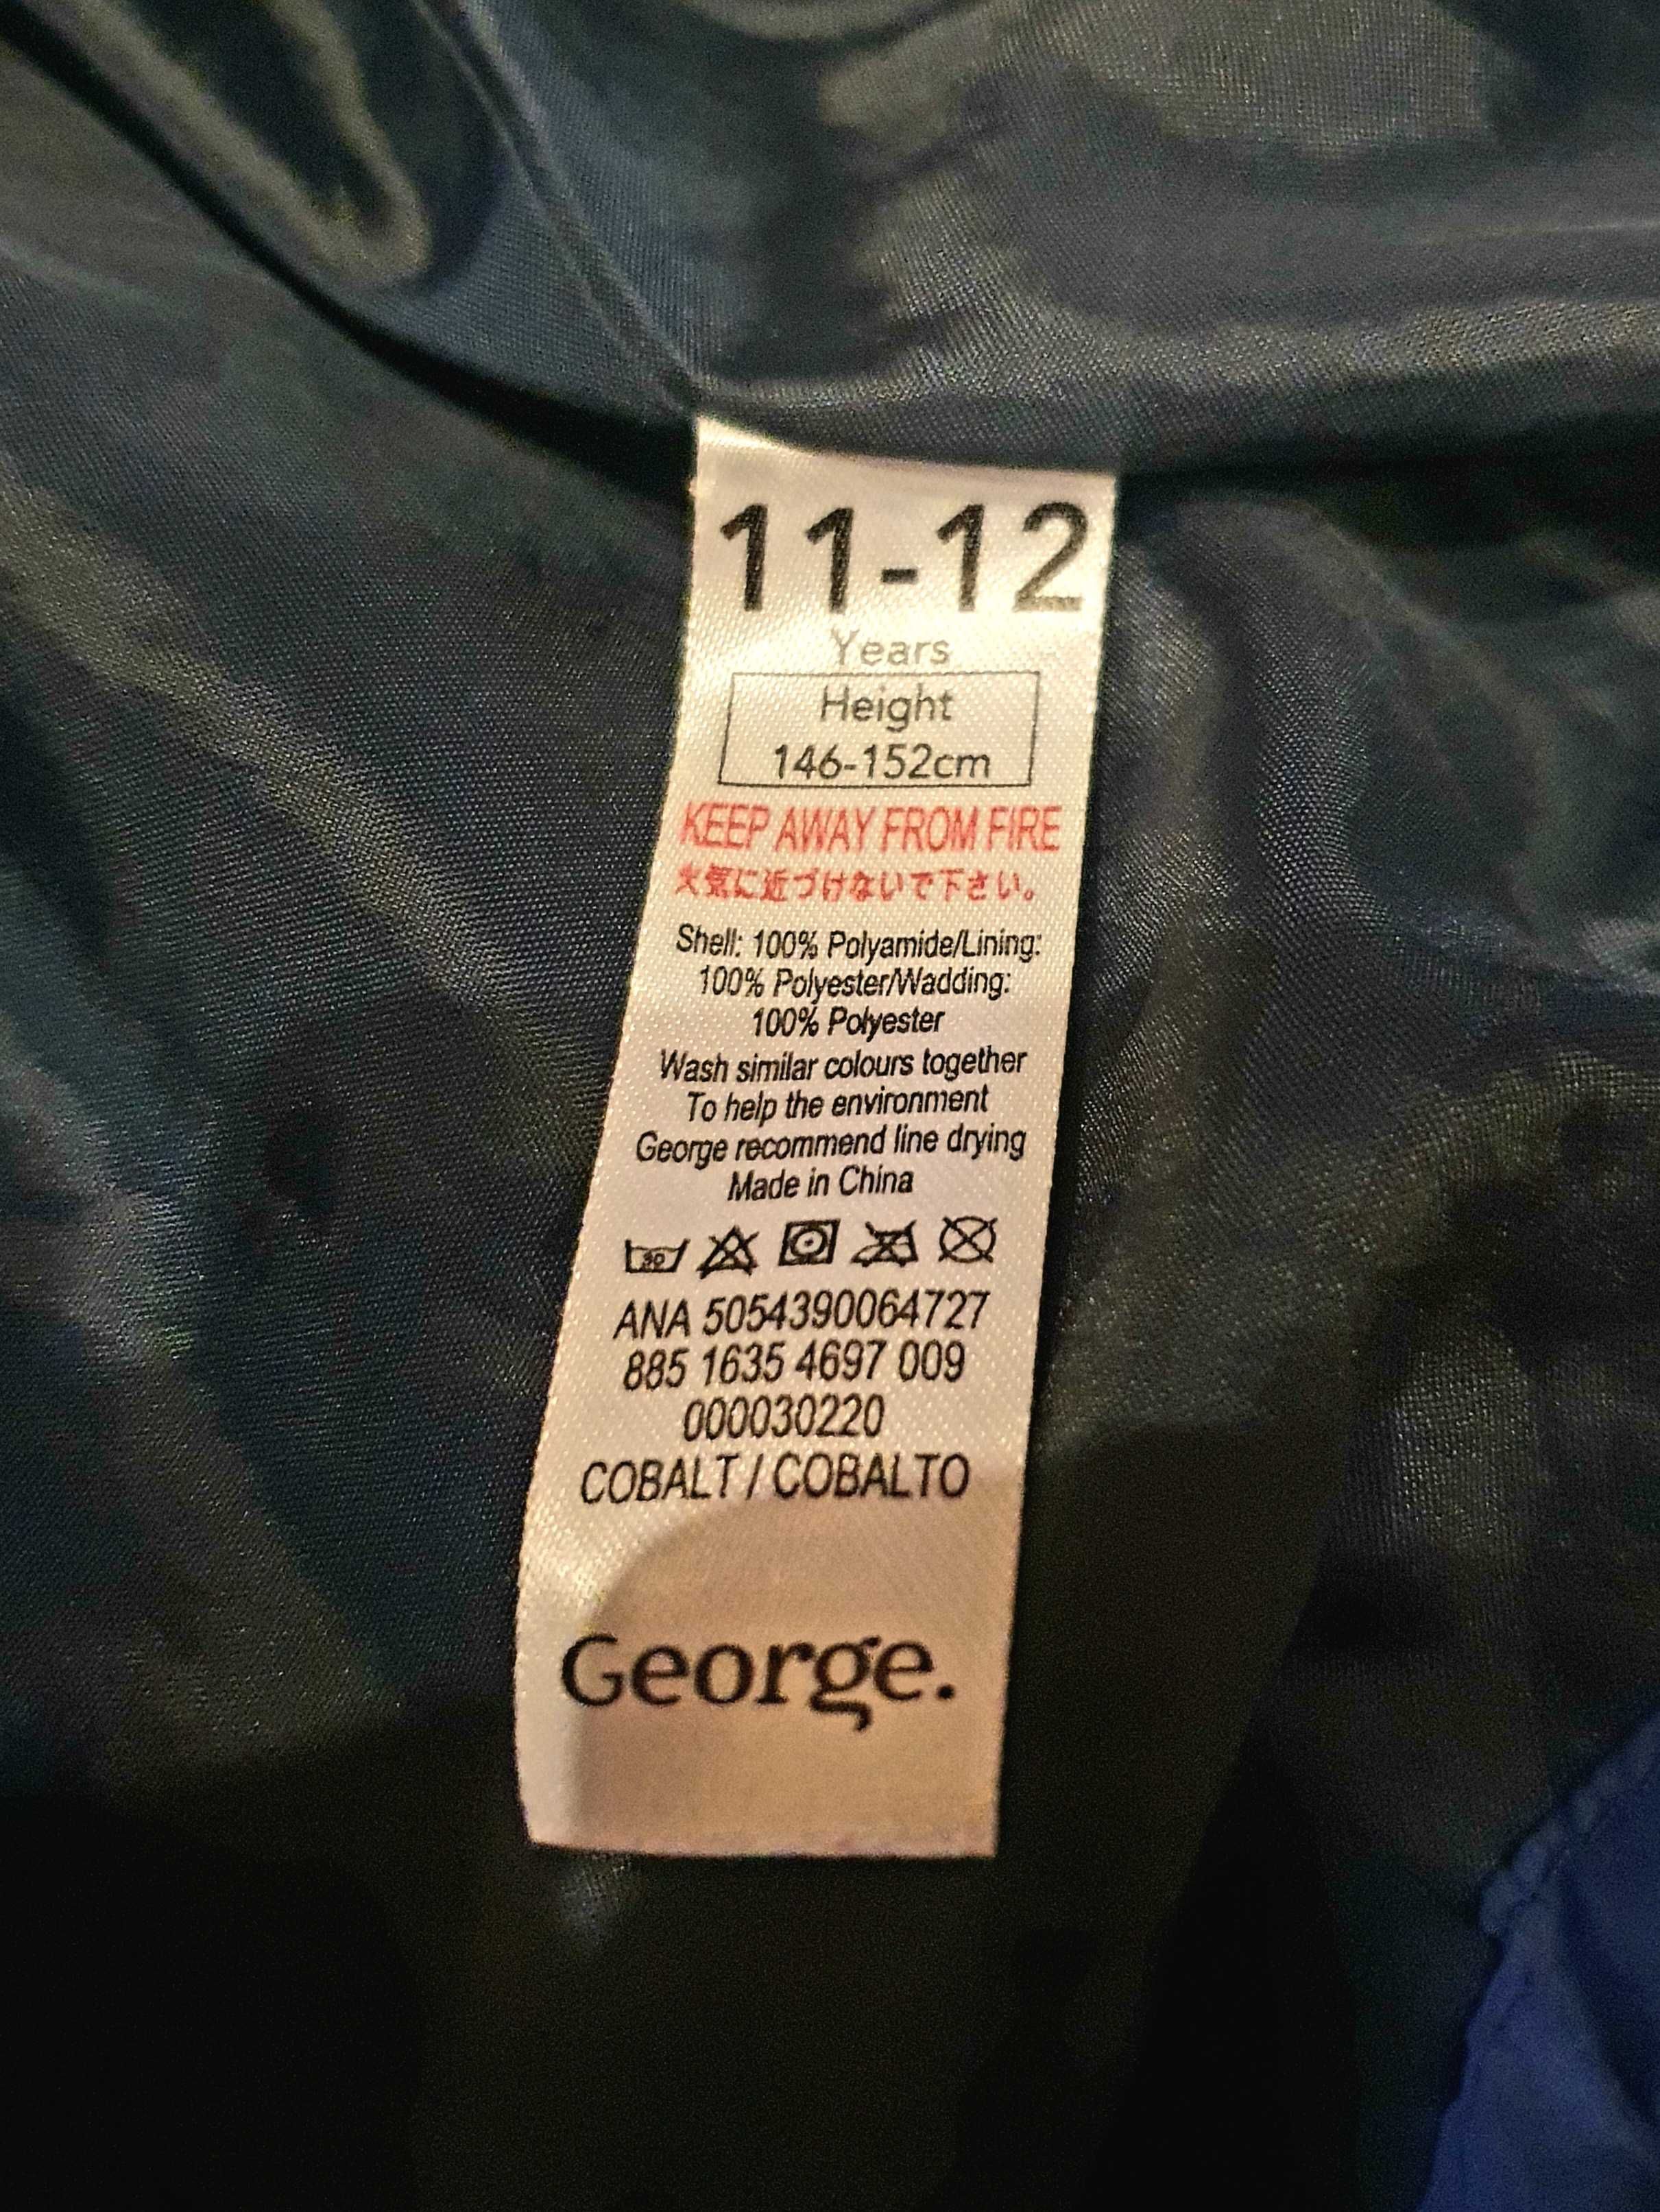 11-12
Years
Height
146-152cm
KEEP AWAY FROM FIRE
火気に近づけないで下さい。
Shell: 100% Polyamide/Lining:
100% Polyester/Wadding:
100% Polyester
Wash similar colours together
To help the environment
George recommend line drying
Made in China
30
ANA 5054390064727
885 1635 4697 009
000030220
COBALT / COBALTO
George.